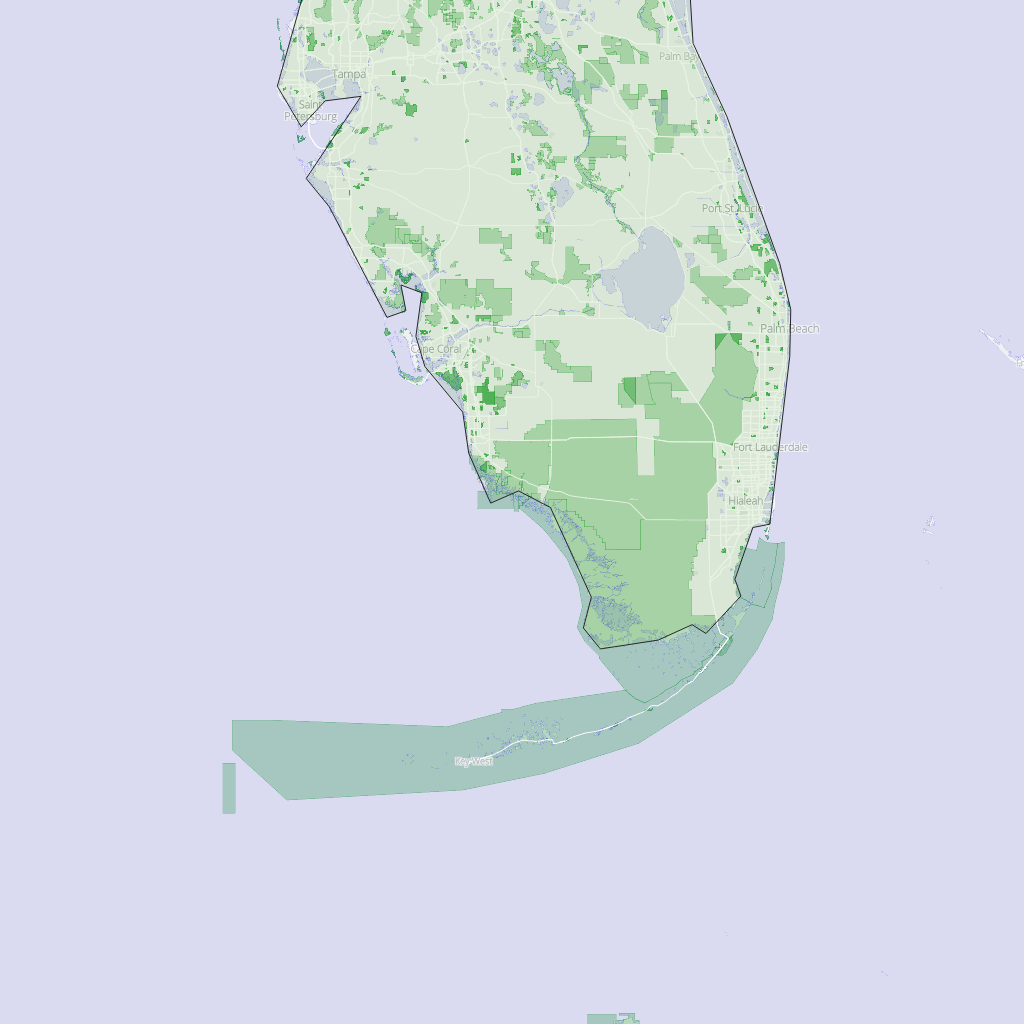 Palm Bay
Tampa
Saint
Petersburg
Port St. Lucie
Palm Beach
Cape Coral
Fort Lauderdale
Hialeah
Key West